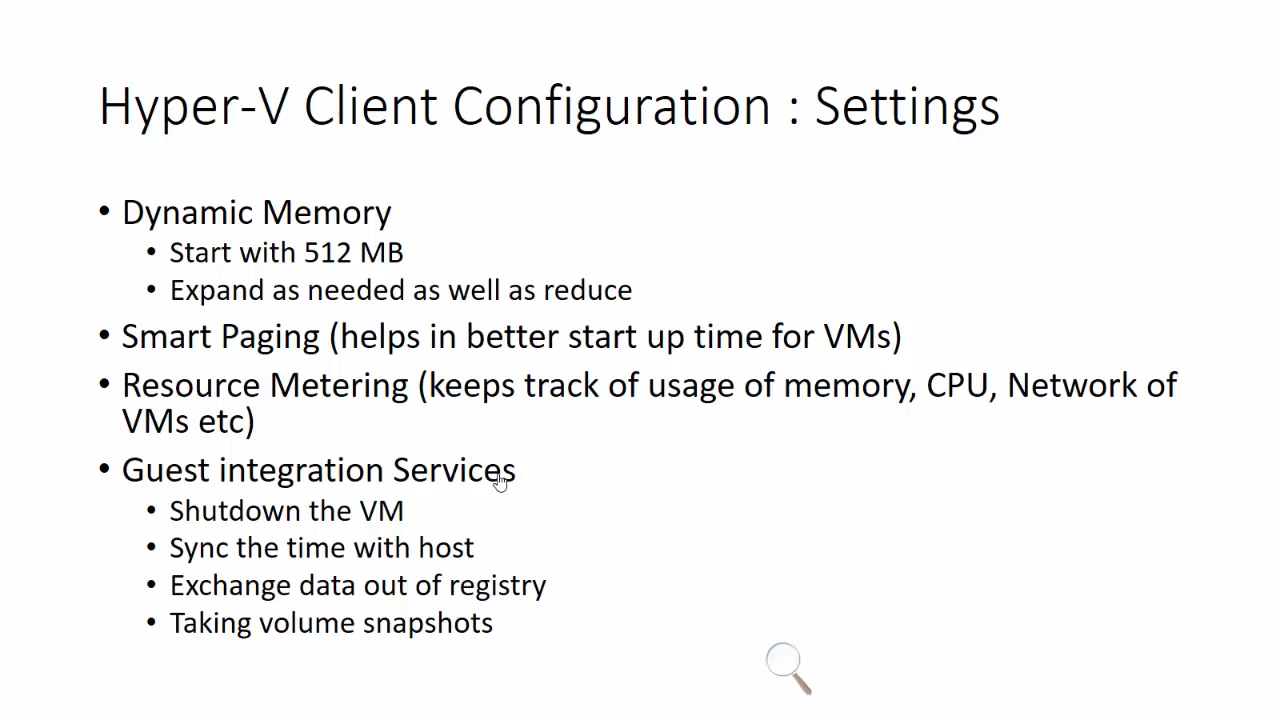 Hyper-V Client Configuration : Settings
• Dynamic Memory
• Start with 512 MB
• Expand as needed as well as reduce
• Smart Paging (helps in better start up time for VMs)
• Resource Metering (keeps track of usage of memory, CPU, Network of
VMs etc)
• Guest integration Services
• Shutdown the VM
• Sync the time with host
• Exchange data out of registry
• Taking volume snapshots